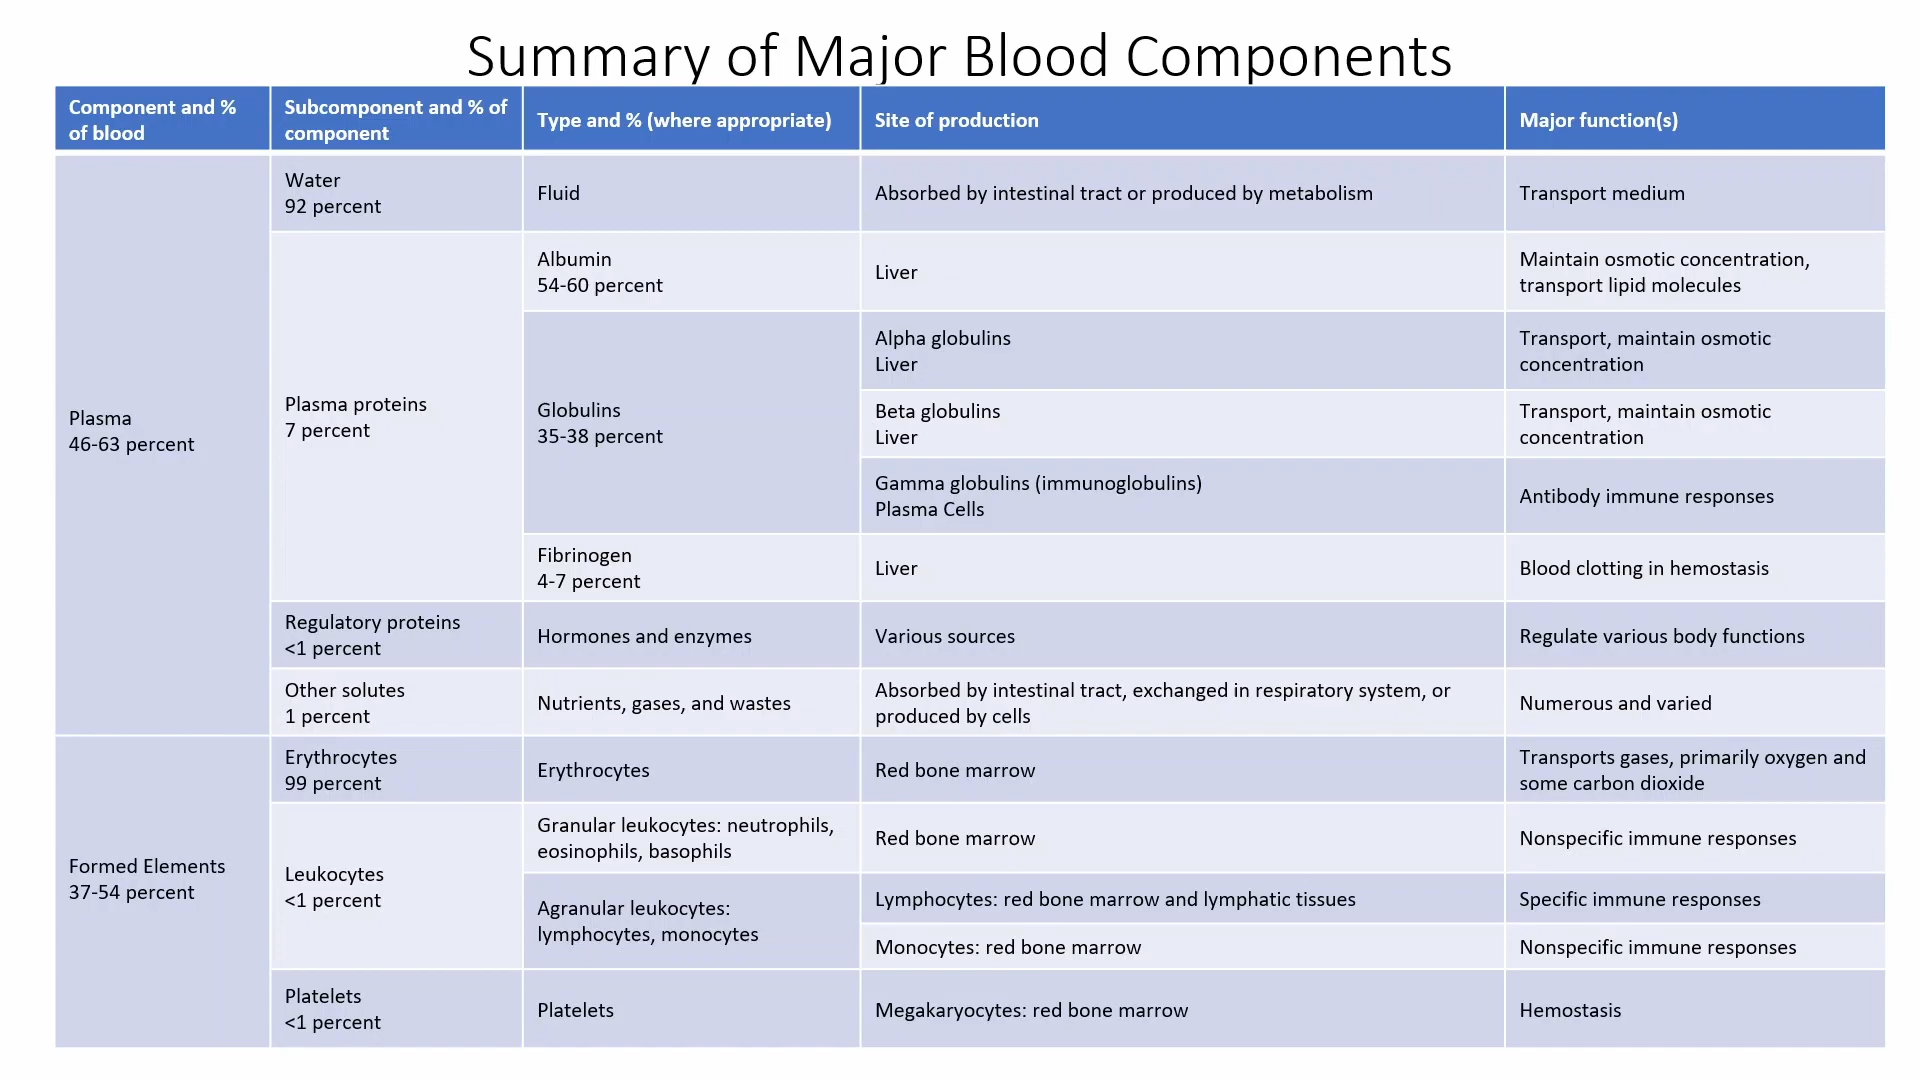 Summary of Major Blood Components
Component and %
of blood
Subcomponent and % of
component
Type and % (where appropriate)
Site of production
Major function(s)
Plasma
46-63 percent
Water
92 percent
Fluid
Absorbed by intestinal tract or produced by metabolism
Transport medium
Plasma proteins
7 percent
Albumin
54-60 percent
Liver
Maintain osmotic concentration,
transport lipid molecules
Globulins
35-38 percent
Alpha globulins
Liver
Transport, maintain osmotic
concentration
Beta globulins
Liver
Transport, maintain osmotic
concentration
Gamma globulins (immunoglobulins)
Plasma Cells
Antibody immune responses
Fibrinogen
4-7 percent
Liver
Blood clotting in hemostasis
Regulatory proteins
<1 percent
Hormones and enzymes
Various sources
Regulate various body functions
Other solutes
1 percent
Nutrients, gases, and wastes
Absorbed by intestinal tract, exchanged in respiratory system, or
produced by cells
Numerous and varied
Formed Elements
37-54 percent
Erythrocytes
99 percent
Erythrocytes
Red bone marrow
Transports gases, primarily oxygen and
some carbon dioxide
Leukocytes
<1 percent
Granular leukocytes: neutrophils,
eosinophils, basophils
Red bone marrow
Nonspecific immune responses
Agranular leukocytes:
lymphocytes, monocytes
Lymphocytes: red bone marrow and lymphatic tissues
Specific immune responses
Monocytes: red bone marrow
Nonspecific immune responses
Platelets
<1 percent
Platelets
Megakaryocytes: red bone marrow
Hemostasis